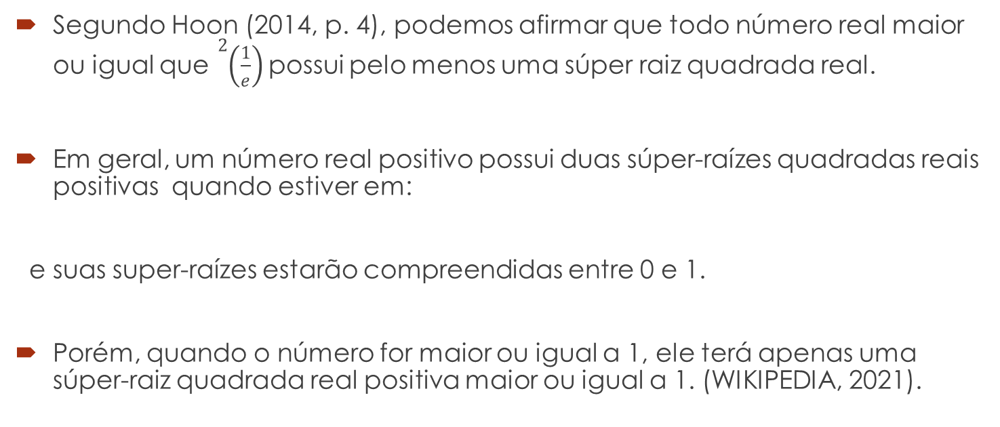 Segundo Hoon (2014, p. 4), podemos afirmar que todo número real maior
ou igual que ²(1/e) possui pelo menos uma súper raiz quadrada real.
Em geral, um número real positivo possui duas súper-raízes quadradas reais
positivas quando estiver em:
e suas super-raízes estarão compreendidas entre 0 e 1.
Porém, quando o número for maior ou igual a 1, ele terá apenas uma
súper-raiz quadrada real positiva maior ou igual a 1. (WIKIPEDIA, 2021).